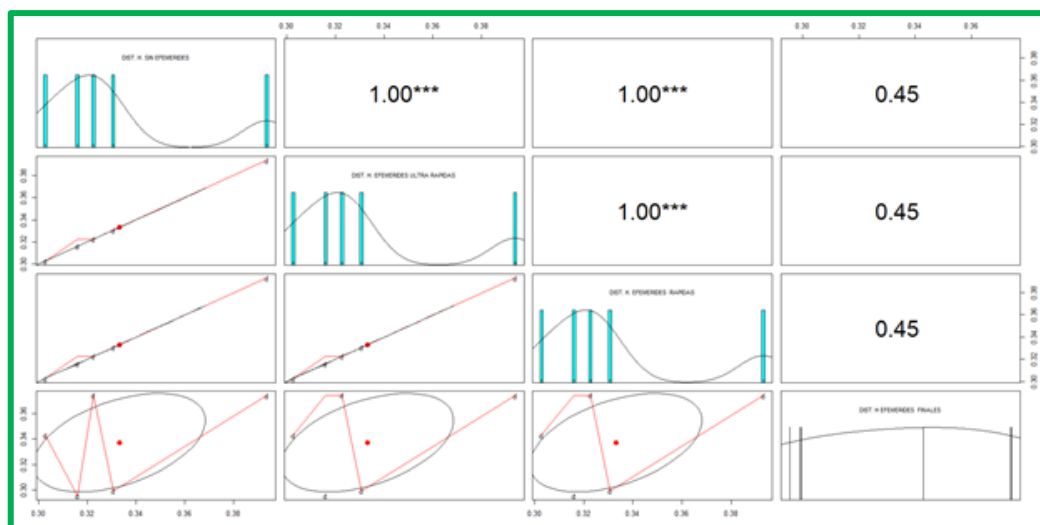 0.30 0.32 0.34 0.36 0.38
0.30 0.32 0.34 0.36
DIST. H. SIN EFEMERIDES
1.00***
1.00***
0.45
0.30 0.32 0.34 0.36 0.38
0.30 0.32 0.34 0.36 0.38
DIST. H. EFEMERIDES ULTRA RAPIDAS
1.00***
0.45
DIST. H. EFEMERIDES RAPIDAS
0.45
0.30 0.32 0.34 0.36 0.38
0.30 0.32 0.34 0.36
DIST. H EFEMERIDES FINALES
0.30 0.32 0.34 0.36 0.38
0.30 0.32 0.34 0.36 0.38